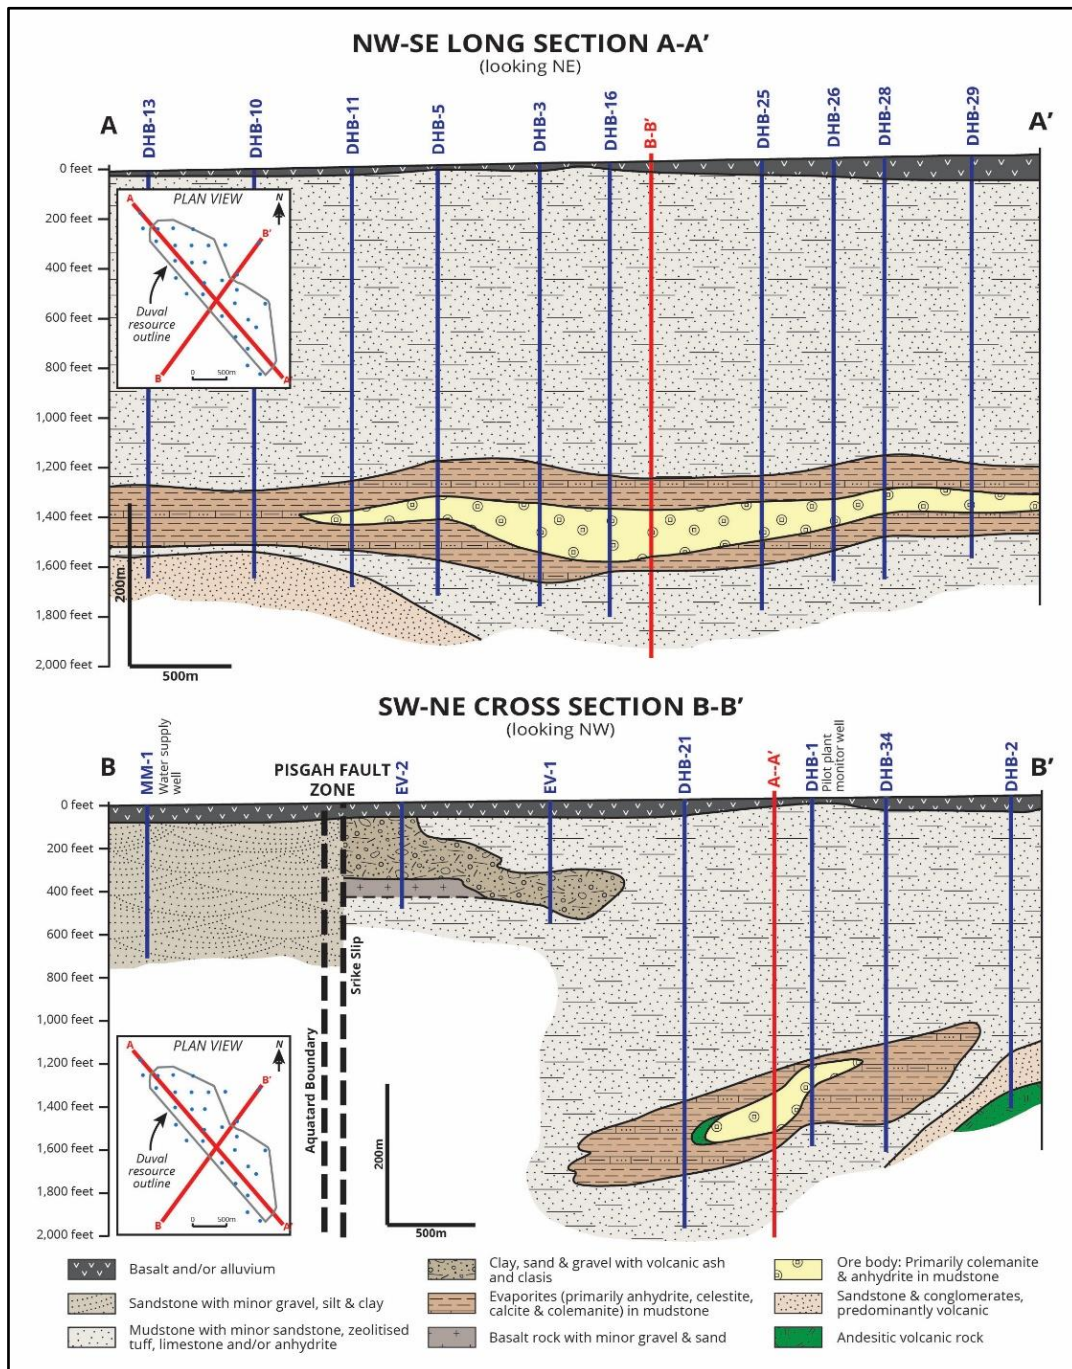 NW-SE LONG SECTION A-A’
(looking NE)
A
DHB-13
DHB-10
DHB-11
DHB-5
DHB-3
DHB-16
B-B’
DHB-25
DHB-26
DHB-28
DHB-29
A’
0 feet
200 feet
400 feet
600 feet
800 feet
1,000 feet
1,200 feet
1,400 feet
1,600 feet
1,800 feet
2,000 feet
PLAN VIEW
N
A
B’
Duval
resource
outline
B
0 500m
A’
200m
500m
SW-NE CROSS SECTION B-B’
(looking NW)
B
MM-1
Water supply
well
PISGAH FAULT
ZONE
EV-2
EV-1
DHB-21
A--A’
DHB-1
Pilot plant
monitor well
DHB-34
DHB-2
B’
0 feet
200 feet
400 feet
600 feet
800 feet
1,000 feet
1,200 feet
1,400 feet
1,600 feet
1,800 feet
2,000 feet
Aquatard Boundary
Srike Slip
PLAN VIEW
N
A
B’
Duval
resource
outline
B
0 500m
A’
200m
500m
Basalt and/or alluvium
Sandstone with minor gravel, silt & clay
Mudstone with minor sandstone, zeolitised
tuff, limestone and/or anhydrite
Clay, sand & gravel with volcanic ash
and clasis
Evaporites (primarily anhydrite, celestite,
calcite & colemanite) in mudstone
Basalt rock with minor gravel & sand
Ore body: Primarily colemanite
& anhydrite in mudstone
Sandstone & conglomerates,
predominantly volcanic
Andesitic volcanic rock